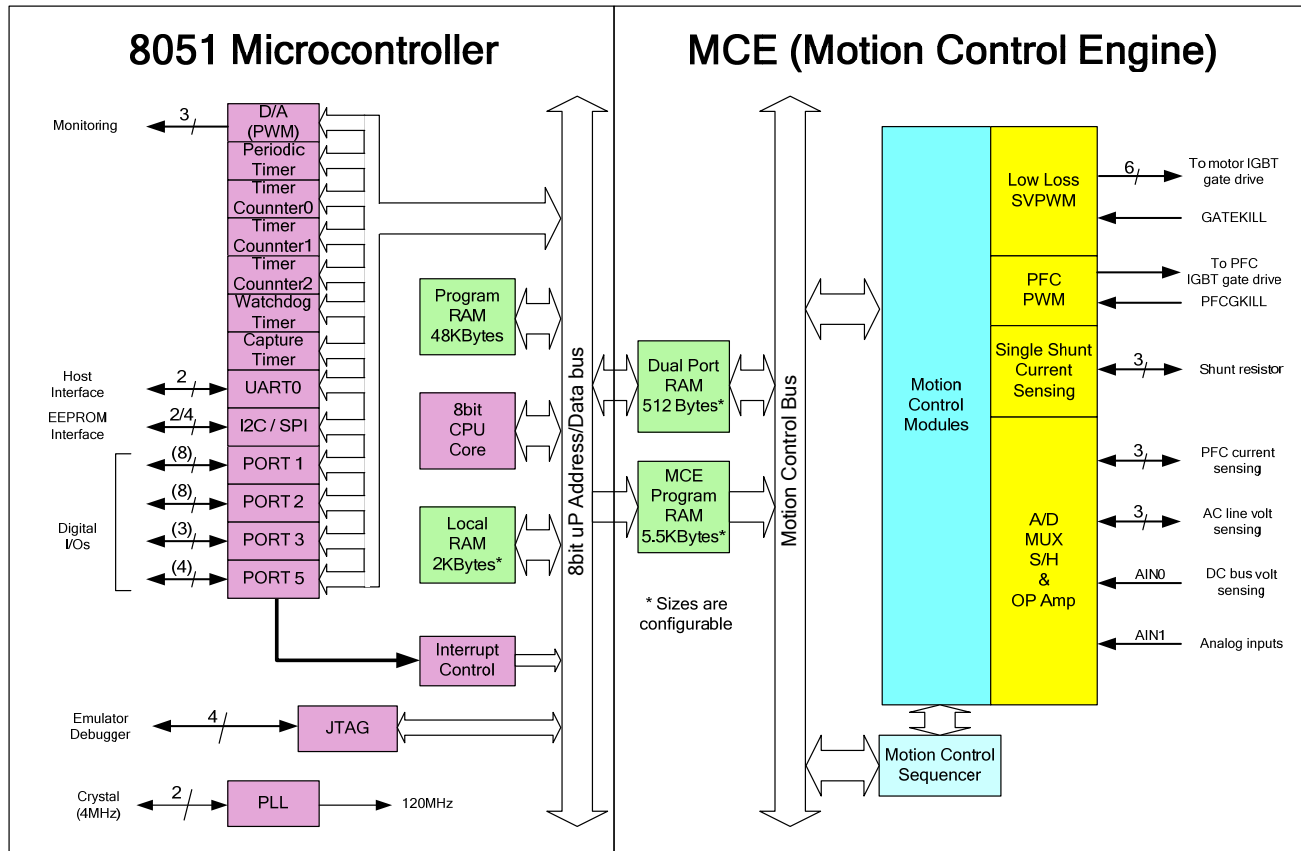 8051 Microcontroller
MCE (Motion Control Engine)
Monitoring
3
D/A
(PWM)
Periodic
Timer
Timer
Counnter0
Timer
Counnter1
Timer
Counnter2
Watchdog
Timer
Capture
Timer
Host
Interface
2
UART0
EEPROM
Interface
2/4
I2C / SPI
Digital
I/Os
(8)
PORT 1
(8)
PORT 2
(3)
PORT 3
(4)
PORT 5
Program
RAM
48KBytes
8bit
CPU
Core
Local
RAM
2KBytes*
Interrupt
Control
Emulator
Debugger
4
JTAG
Crystal
(4MHz)
2
PLL
120MHz
8bit uP Address/Data bus
Dual Port
RAM
512 Bytes*
MCE
Program
RAM
5.5KBytes*
* Sizes are
configurable
Motion Control Bus
Motion
Control
Modules
Motion Control
Sequencer
Low Loss
SVPWM
6
To motor IGBT
gate drive
GATEKILL
PFC
PWM
To PFC
IGBT gate drive
PFCGKILL
Single Shunt
Current
Sensing
3
Shunt resistor
A/D
MUX
S/H
&
OP Amp
3
PFC current
sensing
3
AC line volt
sensing
AIN0
DC bus volt
sensing
AIN1
Analog inputs